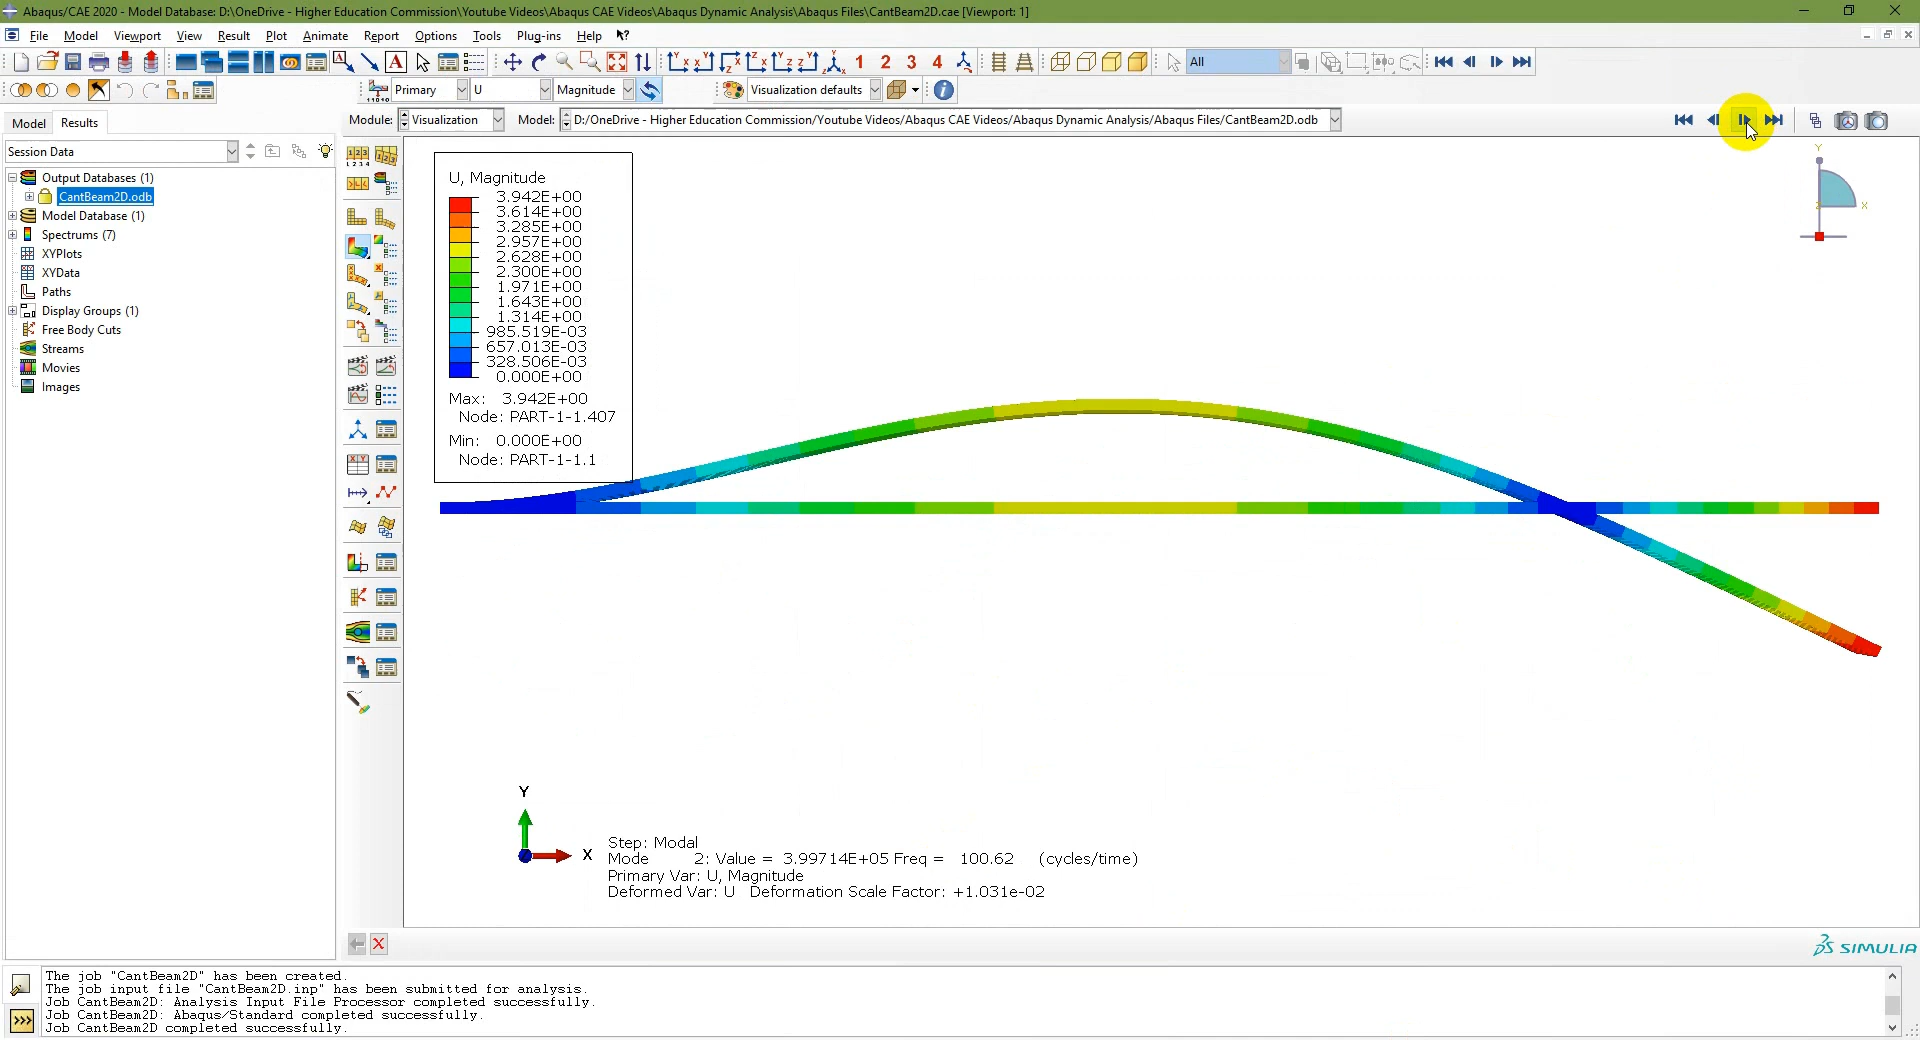 Abaqus/CAE 2020 - Model Database: D:\OneDrive - Higher Education Commission\Youtube Videos\Abaqus CAE Videos\Abaqus Dynamic Analysis\Abaqus Files\CantBeam2D.cae [Viewport: 1]
File Model Viewport View Result Plot Animate Report Options Tools Plug-ins Help
1 2 3 4 All
Primary U Magnitude Visualization defaults
Model Results Module: Visualization Model: D:/OneDrive - Higher Education Commission/Youtube Videos/Abaqus CAE Videos/Abaqus Dynamic Analysis/Abaqus Files/CantBeam2D.odb
Session Data
Output Databases (1)
CantBeam2D.odb
Model Database (1)
Spectrums (7)
XYPlots
XYData
Paths
Display Groups (1)
Free Body Cuts
Streams
Movies
Images
U, Magnitude
3.942E+00
3.614E+00
3.285E+00
2.957E+00
2.628E+00
2.300E+00
1.971E+00
1.643E+00
1.314E+00
985.519E-03
657.013E-03
328.506E-03
0.000E+00
Max: 3.942E+00
Node: PART-1-1.407
Min: 0.000E+00
Node: PART-1-1.1
Y
X
Z
Y
X
Step: Modal
Mode 2: Value = 3.99714E+05 Freq = 100.62 (cycles/time)
Primary Var: U, Magnitude
Deformed Var: U Deformation Scale Factor: +1.031e-02
SIMULIA
The job "CantBeam2D" has been created.
The job input file "CantBeam2D.inp" has been submitted for analysis.
Job CantBeam2D: Analysis Input File Processor completed successfully.
Job CantBeam2D: Abaqus/Standard completed successfully.
Job CantBeam2D completed successfully.